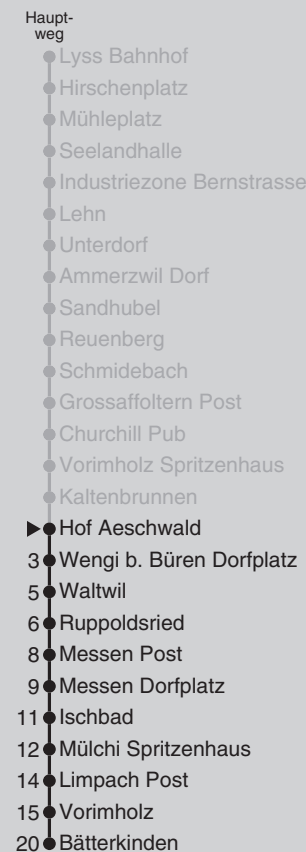 Haupt-
weg
Lyss Bahnhof
Hirschenplatz
Mühleplatz
Seelandhalle
Industriezone Bernstrasse
Lehn
Unterdorf
Ammerzwil Dorf
Sandhubel
Reuenberg
Schmidebach
Grossaffoltern Post
Churchill Pub
Vorimholz Spritzenhaus
Kaltenbrunnen
Hof Aeschwald
3 Wengi b. Büren Dorfplatz
5 Waltwil
6 Ruppoldsried
8 Messen Post
9 Messen Dorfplatz
11 Ischbad
12 Mülchi Spritzenhaus
14 Limpach Post
15 Vorimholz
20 Bätterkinden